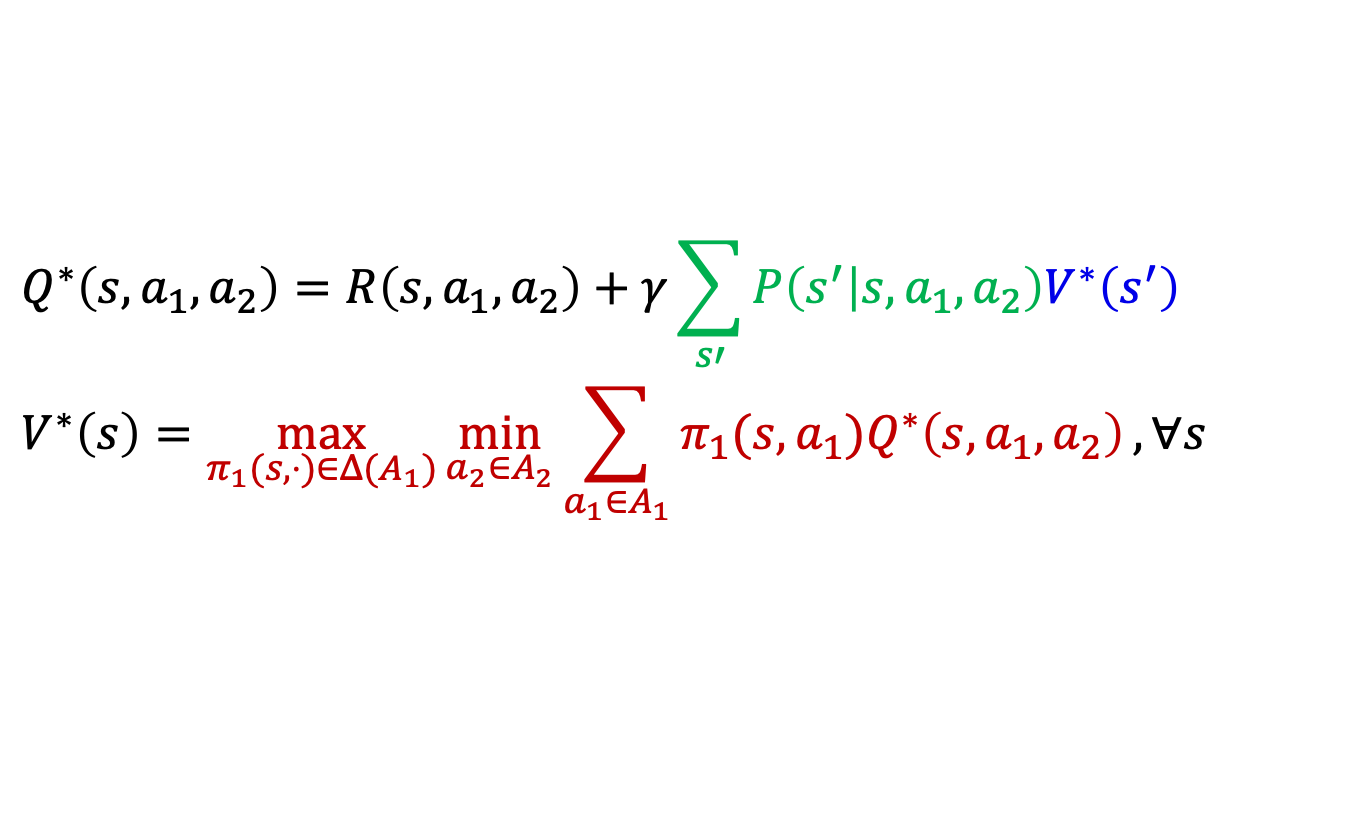 Q*(s, a₁, a₂) = R(s, a₁, a₂) + γ ∑_{s′} P(s′|s, a₁, a₂)V*(s′)
V*(s) = max_{π₁(s,·)∈Δ(A₁)} min_{a₂∈A₂} ∑_{a₁∈A₁} π₁(s, a₁)Q*(s, a₁, a₂) , ∀s